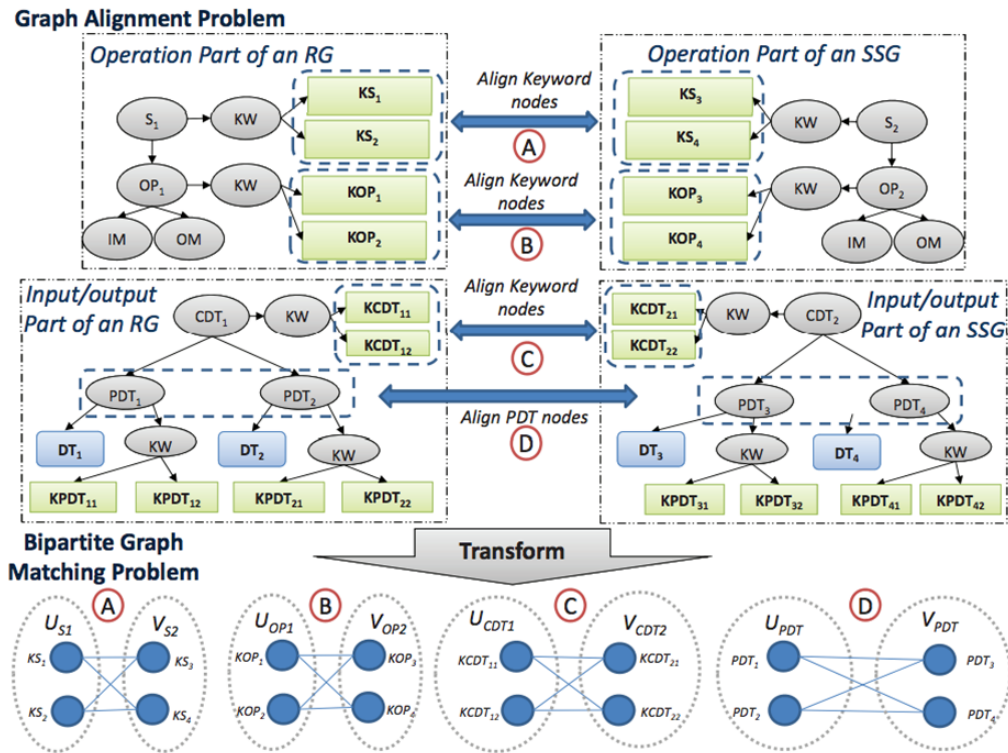 Graph Alignment Problem
Operation Part of an RG
Operation Part of an SSG
S1 KW KS1 KS2
Align Keyword nodes
A
KS3 KS4 KW S2
OP1 KW KOP1 KOP2
IM OM
Align Keyword nodes
B
KOP3 KOP4 KW OP2
IM OM
Input/output Part of an RG
CDT1 KW KCDT11 KCDT12
Align Keyword nodes
C
KCDT21 KCDT22 KW CDT2
Input/output Part of an SSG
PDT1 PDT2
Align PDT nodes
D
PDT3 PDT4
DT1 KW DT2 KW
DT3 KW DT4 KW
KPDT11 KPDT12 KPDT21 KPDT22
KPDT31 KPDT32 KPDT41 KPDT42
Transform
Bipartite Graph Matching Problem
A
US1 VS2
KS1 KS3
KS2 KS4
B
UOP1 VOP2
KOP1 KOP3
KOP2 KOP4
C
UCDT1 VCDT2
KCDT11 KCDT21
KCDT12 KCDT22
D
UPDT VPDT
PDT1 PDT3
PDT2 PDT4